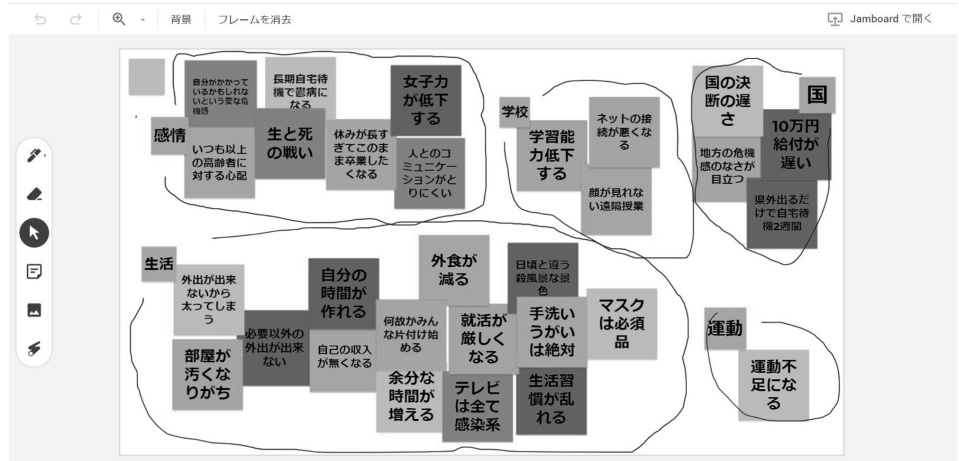 背景
フレームを消去
Jamboard で開く
感情
自分がかかって
いるかもしれな
いという変な危
機感
長期自宅待
機で鬱病に
なる
女子力
が低下
する
いつも以上
の高齢者に
対する心配
生と死
の戦い
休みが長す
ぎてこのま
ま卒業した
くなる
人とのコ
ミュニケー
ションがと
りにくい
学校
学習能
力低下
する
ネットの接
続が悪くな
る
顔が見れな
い遠隔授業
国
国の決
断の遅
さ
10万円
給付が
遅い
地方の危機
感のなさが
目立つ
県外出るだ
けで自宅待
機2週間
生活
外出が出来
ないから
太ってしま
う
部屋が
汚くな
りがち
必要以外の
外出が出来
ない
自分の
時間が
作れる
自己の収入
が無くなる
何故かみん
な片付け始
める
余分な
時間が
増える
外食が
減る
就活が
厳しく
なる
テレビ
は全て
感染系
日頃と違う
殺風景な景
色
手洗いい
うがい
は絶対
生活習
慣が乱
れる
マスク
は必須
品
運動
運動不
足にな
る